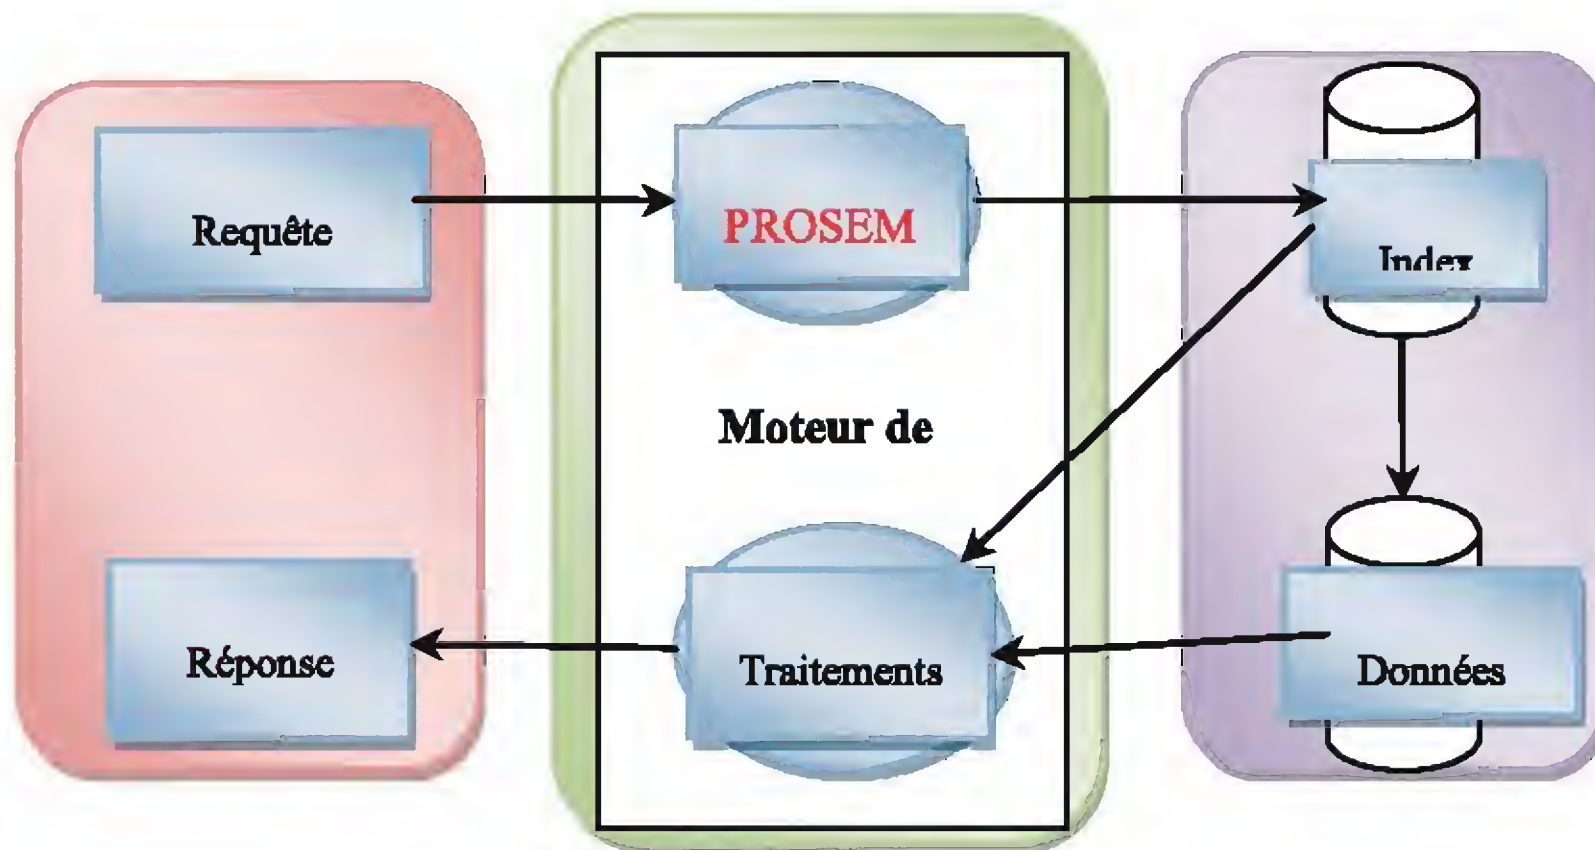 Requête
PROSEM
Index
Moteur de
Réponse
Traitements
Données